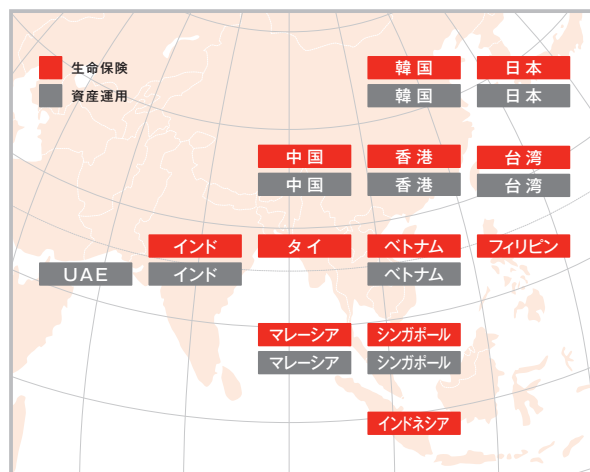 生命保険
資産運用
韓国
日本
韓国
日本
中国
香港
台湾
中国
香港
台湾
インド
タイ
ベトナム
フィリピン
UAE
インド
ベトナム
マレーシア
シンガポール
マレーシア
シンガポール
インドネシア